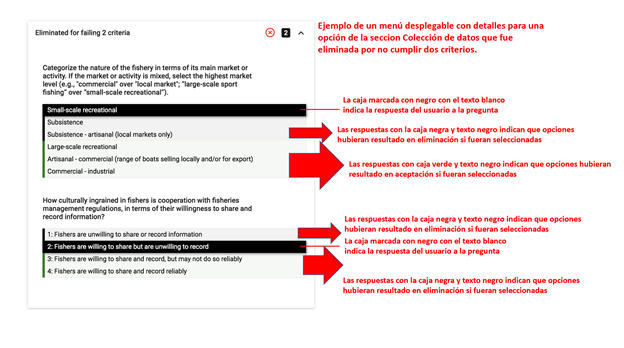 Eliminated for failing 2 criteria
2
Ejemplo de un menú desplegable con detalles para una
opción de la seccion Colección de datos que fue
eliminada por no cumplir dos criterios.
Categorize the nature of the fishery in terms of its main market or
activity. If the market or activity is mixed, select the highest market
level (e.g., "commercial" over "local market"; "large-scale sport
fishing" over "small-scale recreational").
Small-scale recreational
Subsistence
Subsistence - artisanal (local markets only)
Large-scale recreational
Artisanal - commercial (range of boats selling locally and/or for export)
Commercial - industrial
La caja marcada con negro con el texto blanco
indica la respuesta del usuario a la pregunta
Las respuestas con la caja negra y texto negro indican que opciones
hubieran resultado en eliminación si fueran seleccionadas
Las respuestas con caja verde y texto negro indican que opciones hubieran
resultado en aceptación si fueran seleccionadas
How culturally ingrained in fishers is cooperation with fisheries
management regulations, in terms of their willingness to share and
record information?
1: Fishers are unwilling to share or record information
2: Fishers are willing to share but are unwilling to record
3: Fishers are willing to share and record, but may not do so reliably
4: Fishers are willing to share and record reliably
Las respuestas con la caja negra y texto negro indican que opciones
hubieran resultado en eliminación si fueran seleccionadas
La caja marcada con negro con el texto blanco
indica la respuesta del usuario a la pregunta
Las respuestas con la caja negra y texto negro indican que opciones
hubieran resultado en eliminación si fueran seleccionadas